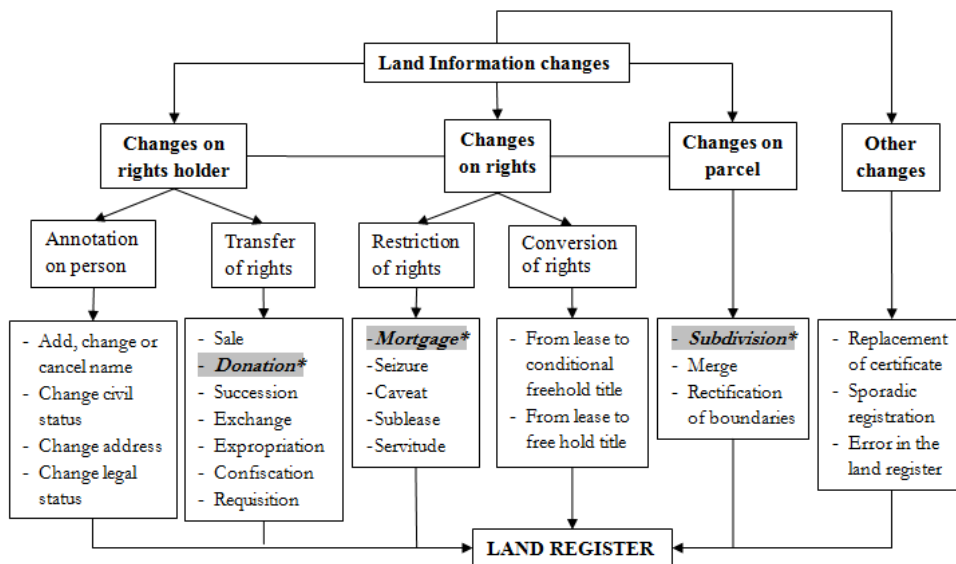 Land Information changes
Changes on
rights holder
Changes
on rights
Changes on
parcel
Other
changes
Annotation
on person
Transfer
of rights
Restriction
of rights
Conversion
of rights
- Add, change or
cancel name
- Change civil
status
- Change address
- Change legal
status
- Sale
- Donation*
- Succession
- Exchange
- Expropriation
- Confiscation
- Requisition
- Mortgage*
-Seizure
-Caveat
-Sublease
-Servitude
- From lease to
conditional
freehold title
- From lease to
free hold title
- Subdivision*
- Merge
- Rectification
of boundaries
- Replacement
of certificate
- Sporadic
registration
- Error in the
land register
LAND REGISTER